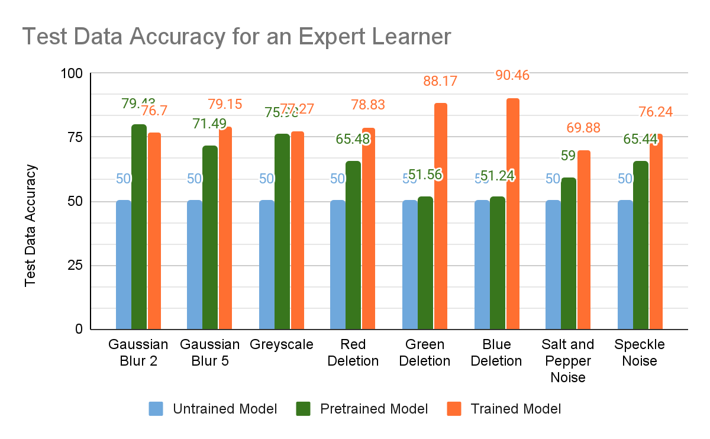 Test Data Accuracy for an Expert Learner
Test Data Accuracy
100
75
50
25
0
79.43
76.7
71.49
79.15
77.27
65.48
78.83
51.56
88.17
51.24
90.46
59
69.88
65.44
76.24
50
50
50
50
50
50
Gaussian Blur 2
Gaussian Blur 5
Greyscale
Red Deletion
Green Deletion
Blue Deletion
Salt and Pepper Noise
Speckle Noise
Untrained Model
Pretrained Model
Trained Model